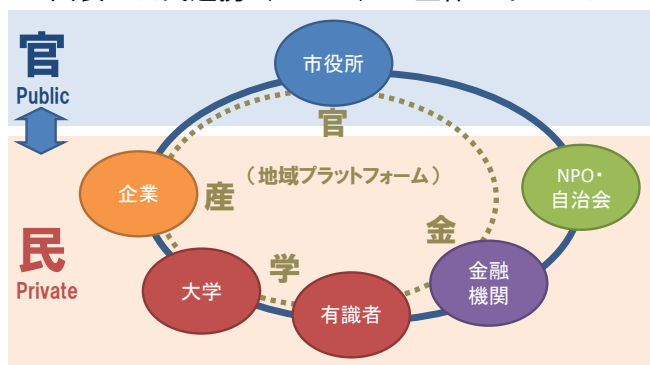 官
Public
市役所
官
(地域プラットフォーム)
企業
産
NPO・
自治会
民
Private
大学
学
有識者
金
金融
機関